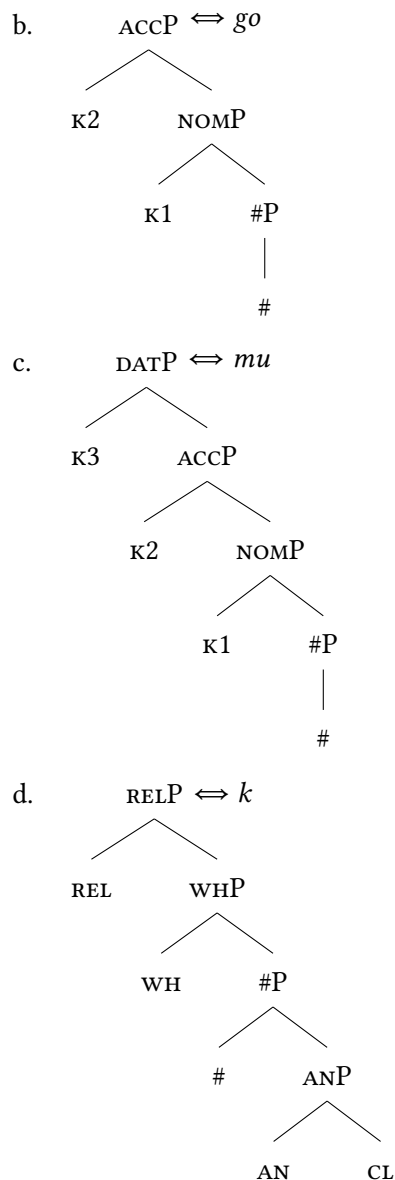 b. ACCP ⇔ go
K2 NOMP
K1 #P
#
c. DATP ⇔ mu
K3 ACCP
K2 NOMP
K1 #P
#
d. RELP ⇔ k
REL WHP
WH #P
# ANP
AN CL